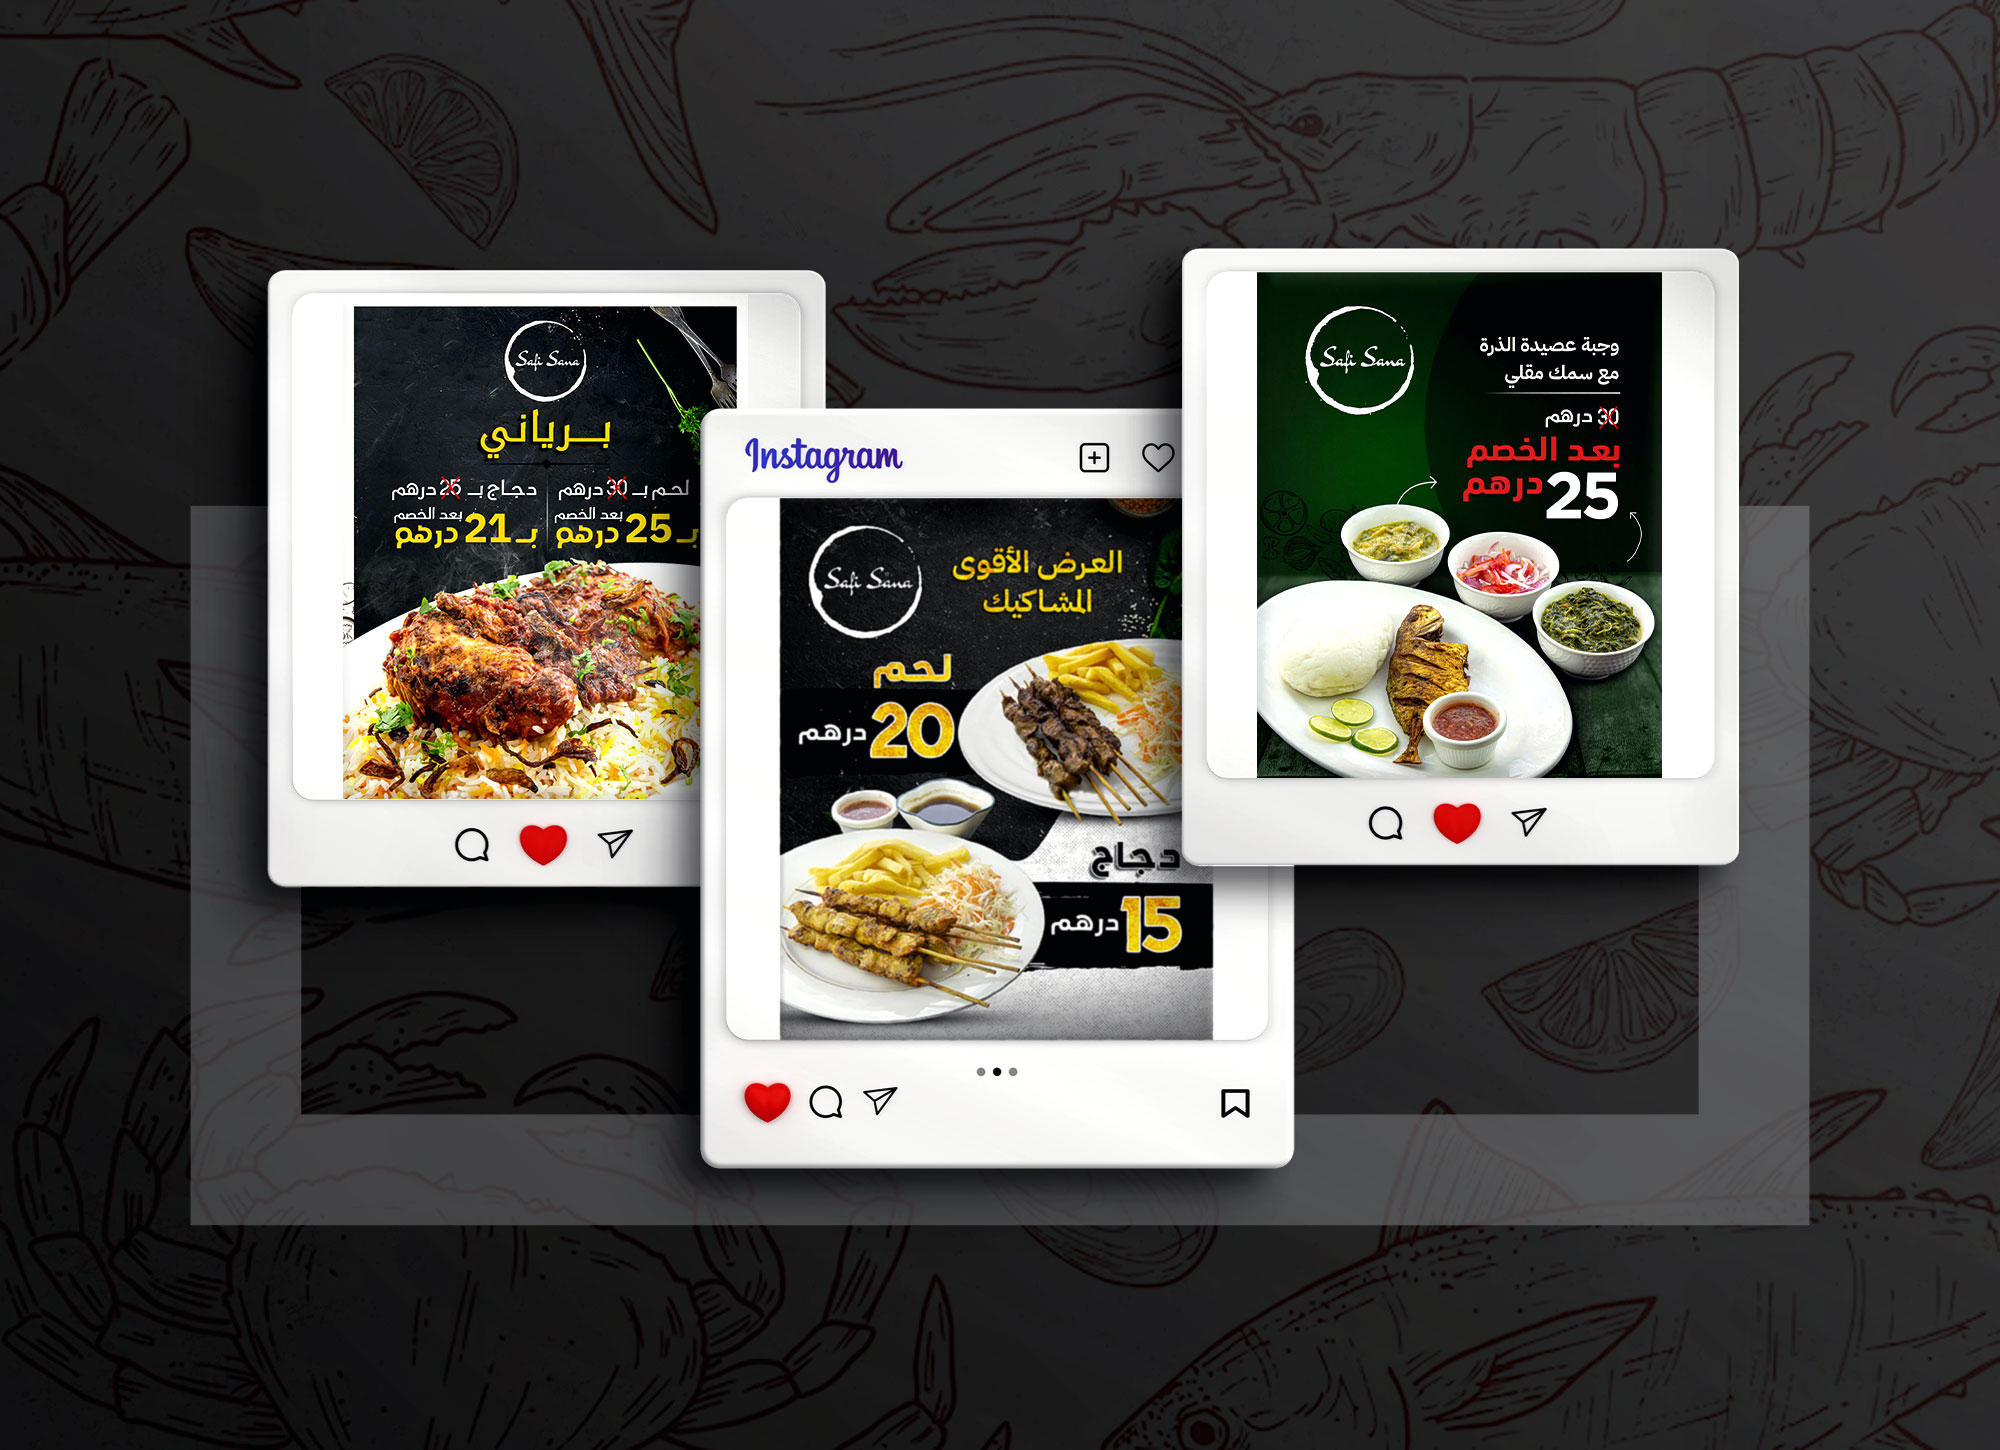 Safi Sana
بـريـاني
لحم بـ 30 درهم
بعد الخصم
بـ 25 درهم
دجاج بـ 25 درهم
بعد الخصم
بـ 21 درهم
Instagram
Safi Sana
العرض الأقوى
المشاكيك
لحم
20 درهم
دجاج
15 درهم
Safi Sana
وجبة عصيدة الذرة
مع سمك مقلي
30 درهم
بعد الخصم
25 درهم